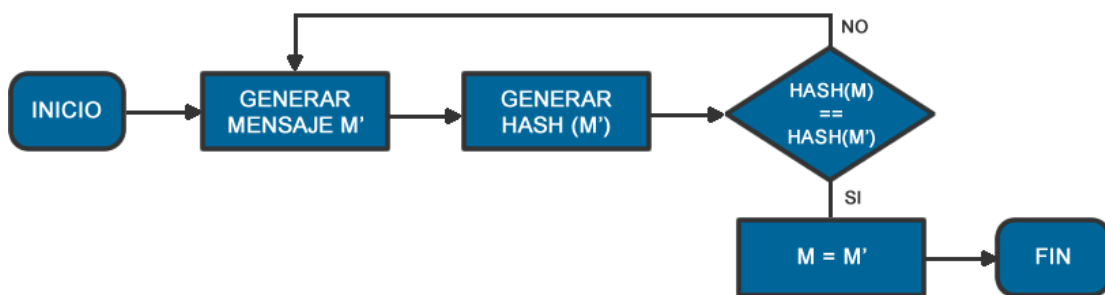 NO
INICIO
GENERAR
MENSAJE M'
GENERAR
HASH (M')
HASH(M)
==
HASH(M')
SI
M = M'
FIN